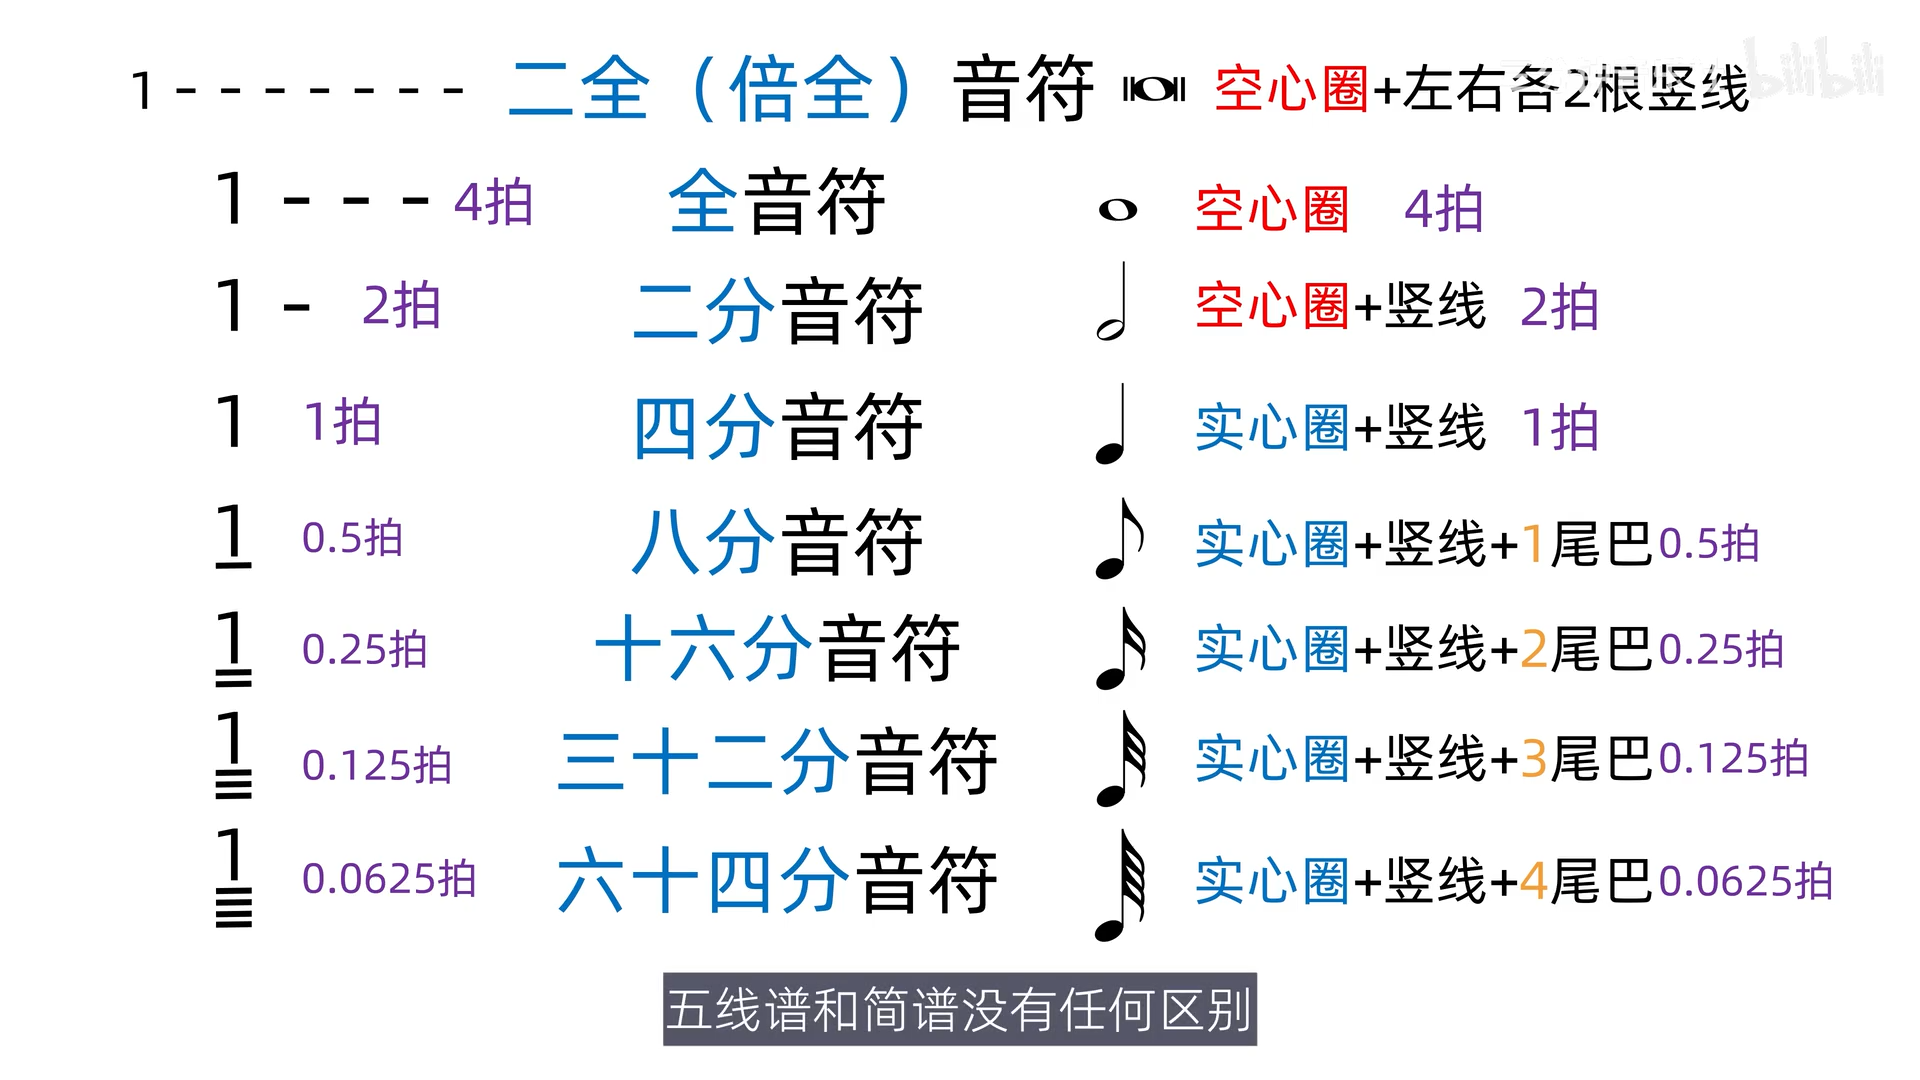 1 - - - - - - - 二全（倍全）音符 空心圈+左右各2根竖线
bilibili
1 - - - 4拍 全音符 空心圈 4拍
1 - 2拍 二分音符 空心圈+竖线 2拍
1 1拍 四分音符 实心圈+竖线 1拍
1 0.5拍 八分音符 实心圈+竖线+1尾巴0.5拍
1 0.25拍 十六分音符 实心圈+竖线+2尾巴0.25拍
1 0.125拍 三十二分音符 实心圈+竖线+3尾巴0.125拍
1 0.0625拍 六十四分音符 实心圈+竖线+4尾巴0.0625拍
五线谱和简谱没有任何区别